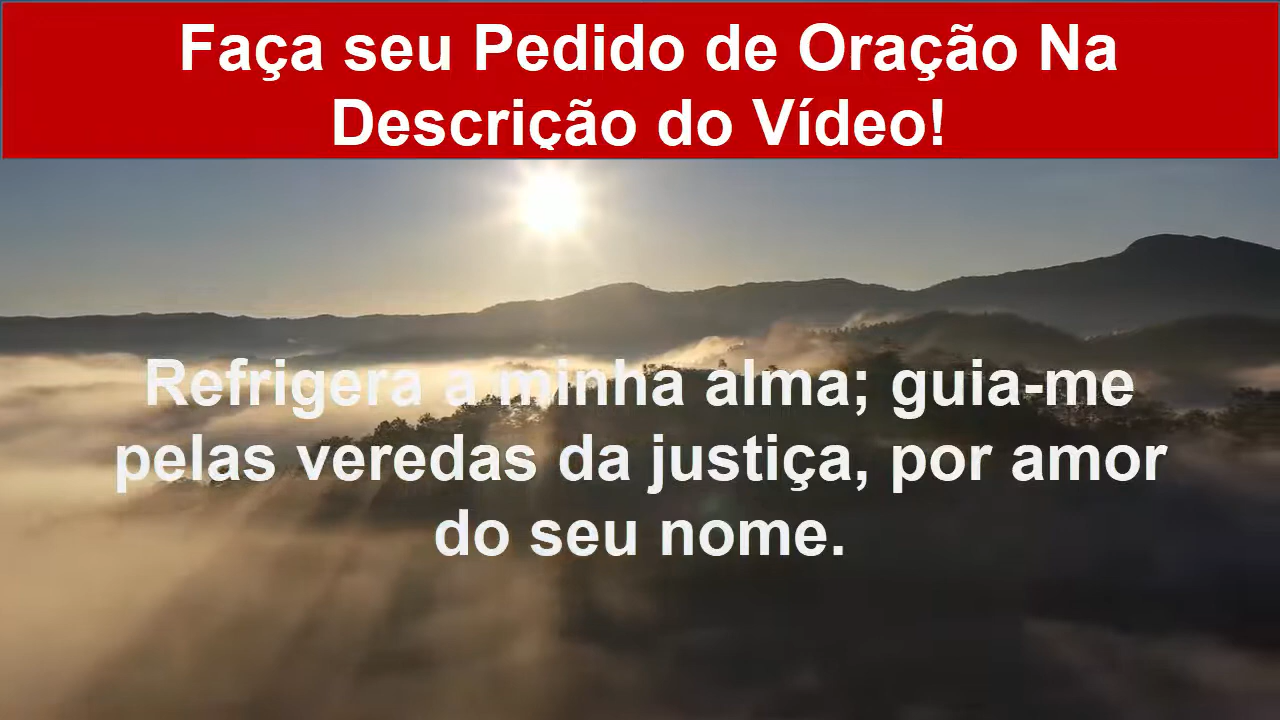 Faça seu Pedido de Oração Na
Descrição do Vídeo!
Refrigera a minha alma; guia-me
pelas veredas da justiça, por amor
do seu nome.